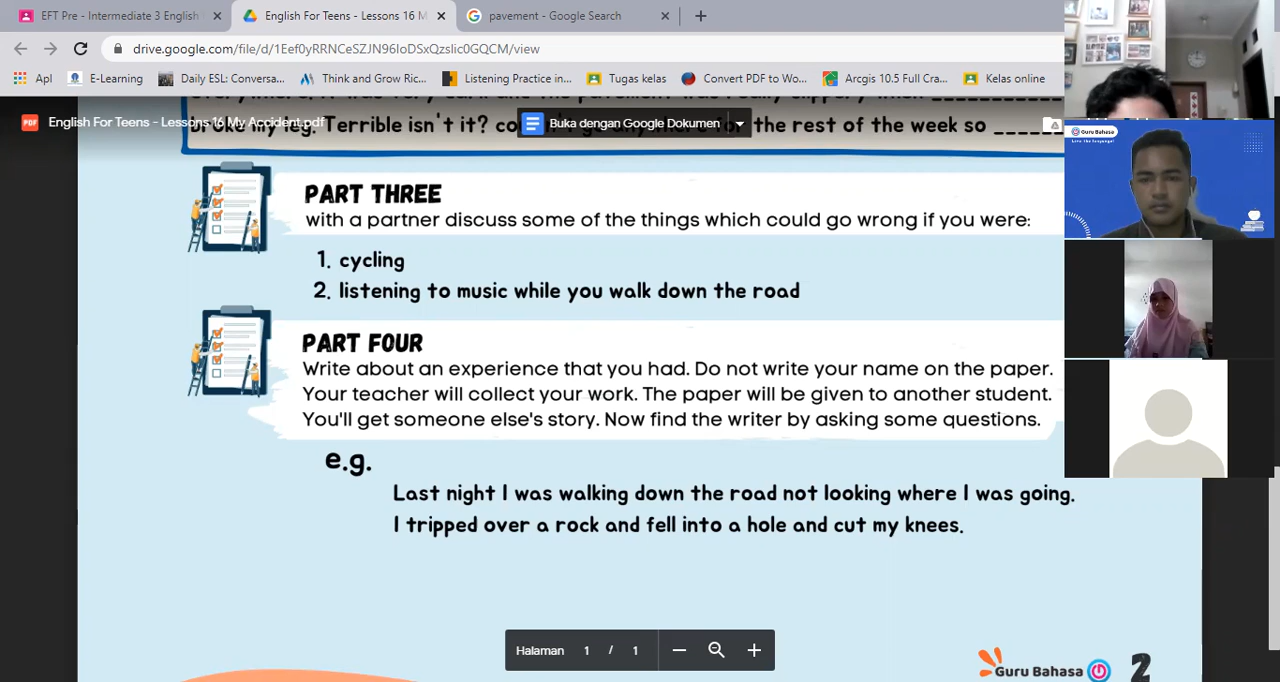 EFT Pre - Intermediate 3 English
English For Teens - Lessons 16 M
pavement - Google Search
drive.google.com/file/d/1Eef0yRRNCeSZJN96IoDSxQzsIic0GQCM/view
Apl
E-Learning
Daily ESL: Conversa...
Think and Grow Ric...
Listening Practice in...
Tugas kelas
Convert PDF to Wo...
Arcgis 10.5 Full Cra...
Kelas online
English For Teens - Lessons 16 My Accident.pdf
Buka dengan Google Dokumen
broke my leg. Terrible isn't it?
the rest of the week so ______
Guru Bahasa
PART THREE
with a partner discuss some of the things which could go wrong if you were:
1. cycling
2. listening to music while you walk down the road
PART FOUR
Write about an experience that you had. Do not write your name on the paper.
Your teacher will collect your work. The paper will be given to another student.
You'll get someone else's story. Now find the writer by asking some questions.
e.g.
Last night I was walking down the road not looking where I was going.
I tripped over a rock and fell into a hole and cut my knees.
Halaman 1 / 1
Guru Bahasa
2